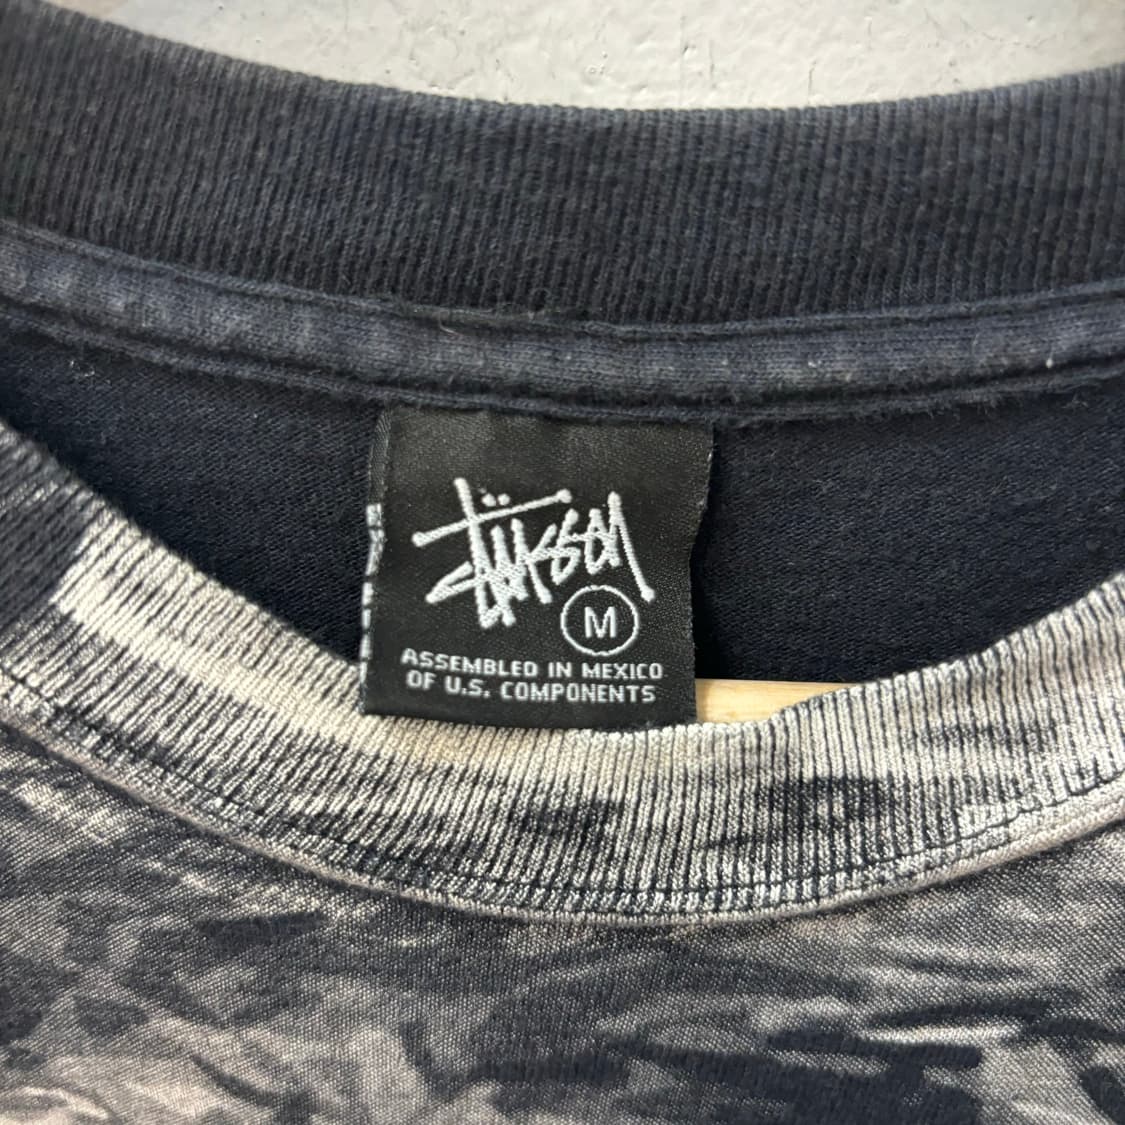 Stüssy
M
ASSEMBLED IN MEXICO
OF U.S. COMPONENTS